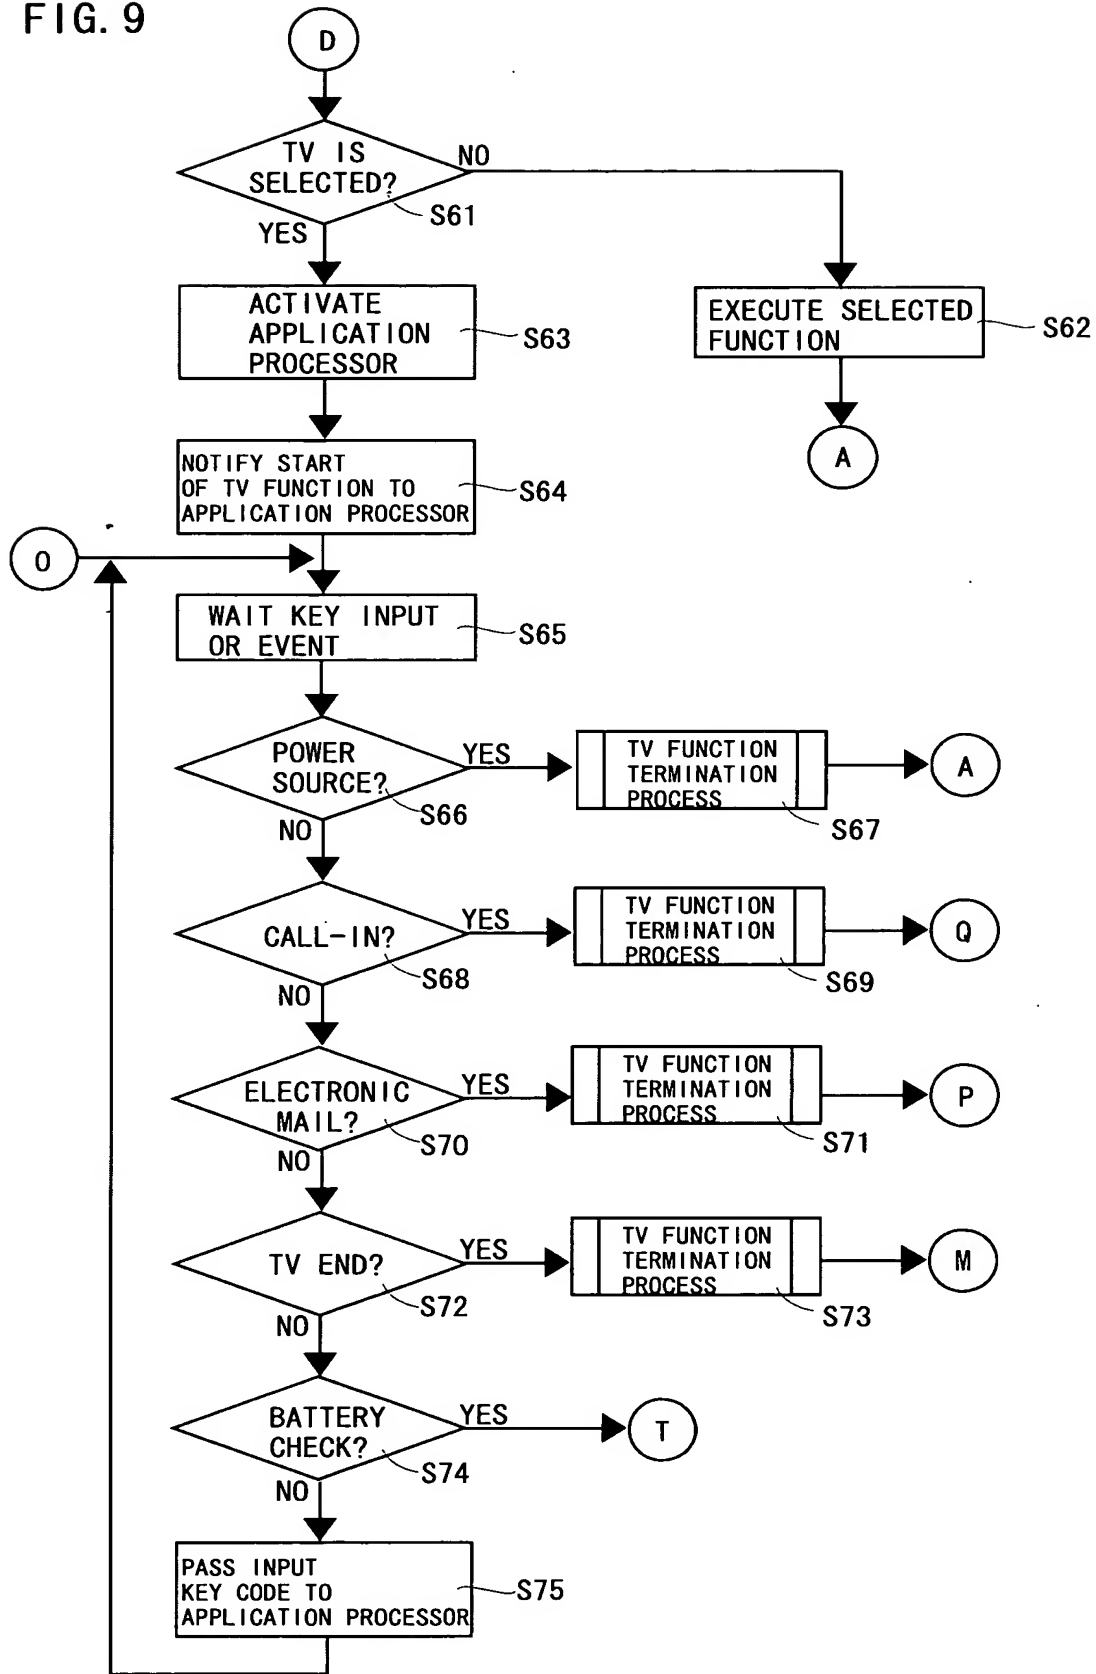 FIG. 9
D
TV IS
SELECTED?
NO
S61
YES
ACTIVATE
APPLICATION
PROCESSOR
S63
EXECUTE SELECTED
FUNCTION
S62
A
NOTIFY START
OF TV FUNCTION TO
APPLICATION PROCESSOR
S64
O
WAIT KEY INPUT
OR EVENT
S65
POWER
SOURCE?
YES
S66
NO
TV FUNCTION
TERMINATION
PROCESS
S67
A
CALL-IN?
YES
S68
NO
TV FUNCTION
TERMINATION
PROCESS
S69
Q
ELECTRONIC
MAIL?
YES
S70
NO
TV FUNCTION
TERMINATION
PROCESS
S71
P
TV END?
YES
S72
NO
TV FUNCTION
TERMINATION
PROCESS
S73
M
BATTERY
CHECK?
YES
S74
NO
T
PASS INPUT
KEY CODE TO
APPLICATION PROCESSOR
S75